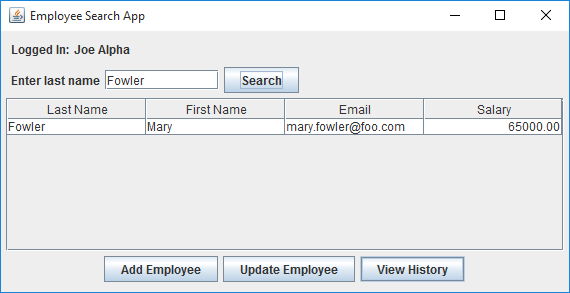 Employee Search App
Logged In: Joe Alpha
Enter last name Fowler Search
Last Name First Name Email Salary
Fowler Mary mary.fowler@foo.com 65000.00
Add Employee Update Employee View History